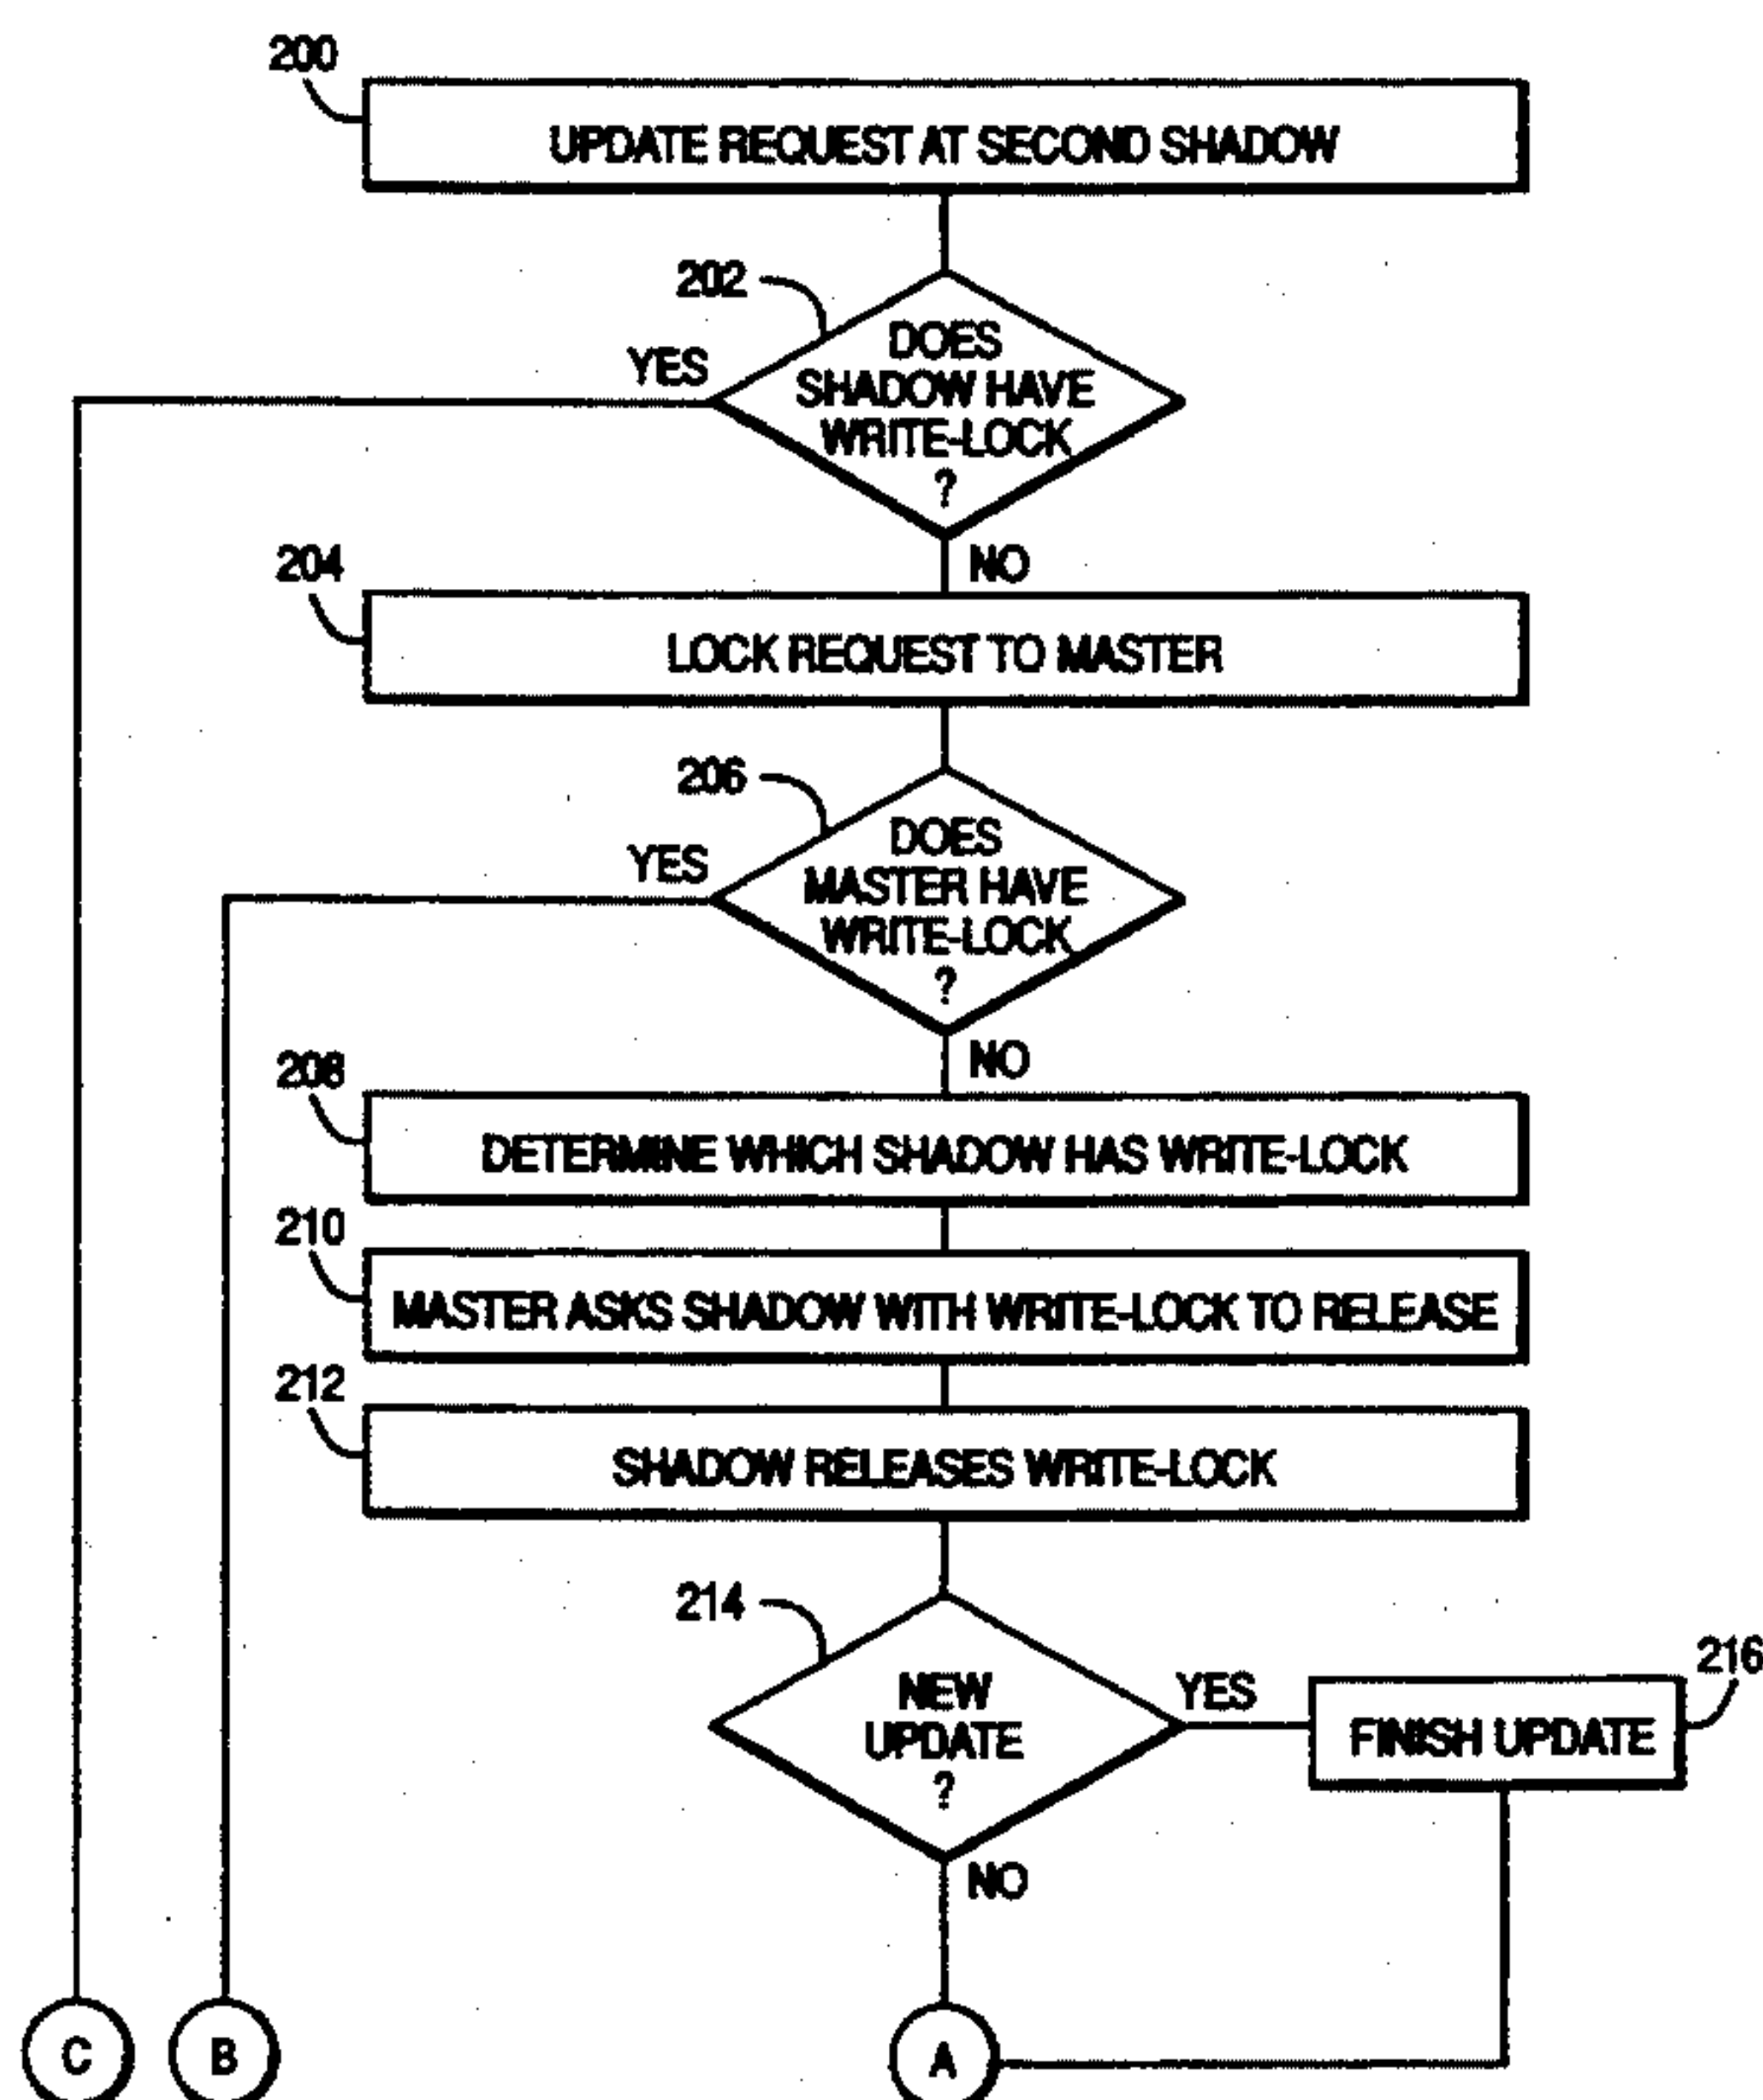 200
UPDATE REQUEST AT SECOND SHADOW
202
YES
DOES
SHADOW HAVE
WRITE-LOCK
?
NO
204
LOCK REQUEST TO MASTER
206
YES
DOES
MASTER HAVE
WRITE-LOCK
?
NO
208
DETERMINE WHICH SHADOW HAS WRITE-LOCK
210
MASTER ASKS SHADOW WITH WRITE-LOCK TO RELEASE
212
SHADOW RELEASES WRITE-LOCK
214
NEW
UPDATE
?
YES
216
FINISH UPDATE
NO
C
B
A